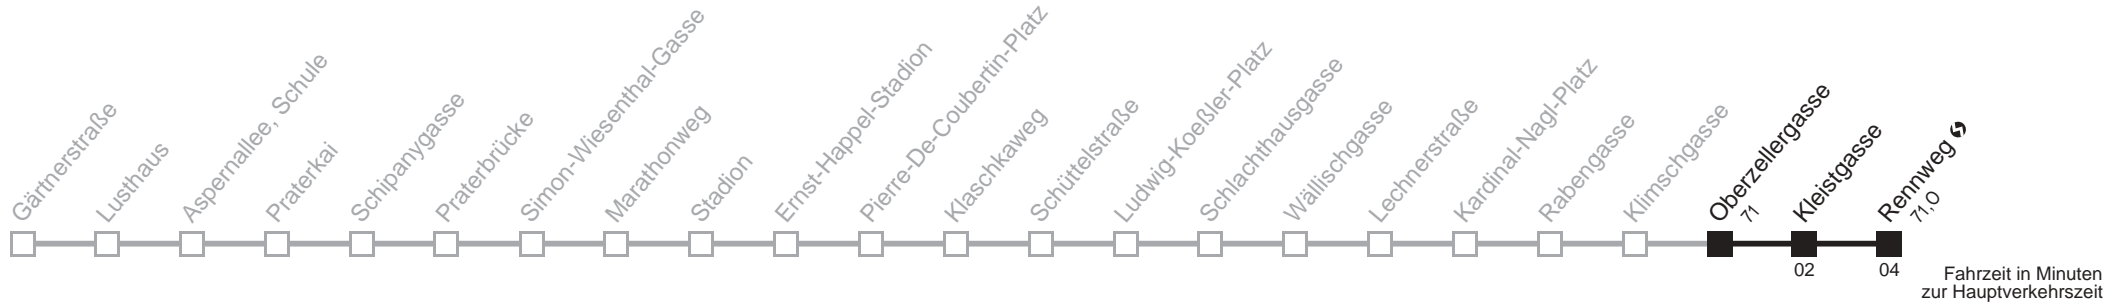 Gärtnerstraße
Lusthaus
Aspernallee, Schule
Praterkai
Schipanygasse
Praterbrücke
Simon-Wiesenthal-Gasse
Marathonweg
Stadion
Ernst-Happel-Stadion
Pierre-De-Coubertin-Platz
Klaschkaweg
Schüttelstraße
Ludwig-Koeßler-Platz
Schlachthausgasse
Wällischgasse
Lechnerstraße
Kardinal-Nagl-Platz
Rabengasse
Klimschgasse
Oberzellergasse
71
Kleistgasse
Rennweg
71,O
02
04
Fahrzeit in Minuten
zur Hauptverkehrszeit